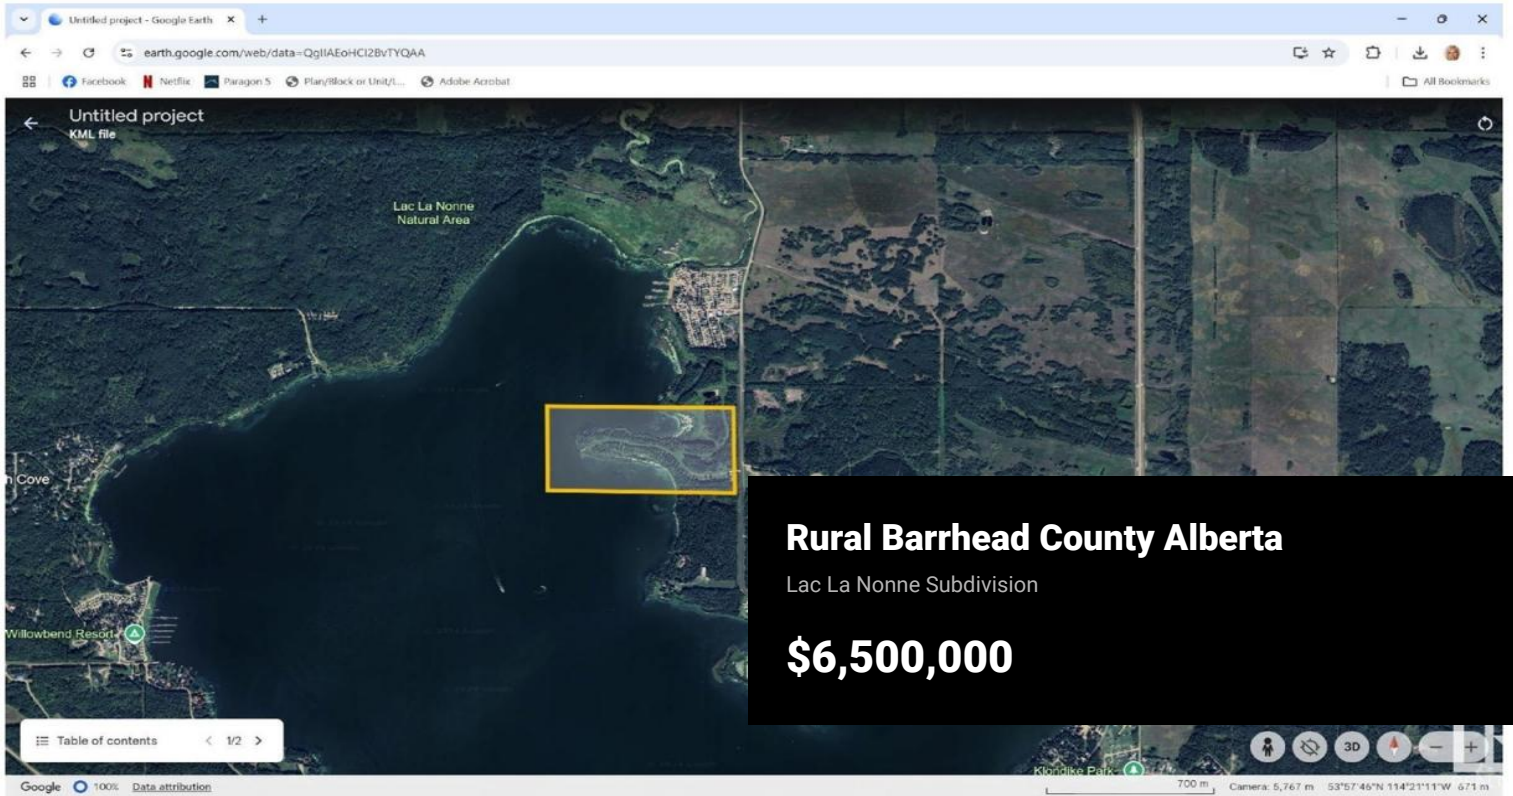 Untitled project - Google Earth
earth.google.com/web/data=QgIIAEoHCI2BvTYQAA
Facebook Netflix Paragon 5 Plan/Block or Unit/L... Adobe Acrobat All Bookmarks
Untitled project
KML file
Lac La Nonne
Natural Area
n Cove
Willowbend Resort
Rural Barrhead County Alberta
Lac La Nonne Subdivision
$6,500,000
Table of contents 1/2
3D
Klondike Park
Google 100% Data attribution 700 m Camera: 5,767 m 53°57'46"N 114°21'11"W 671 m